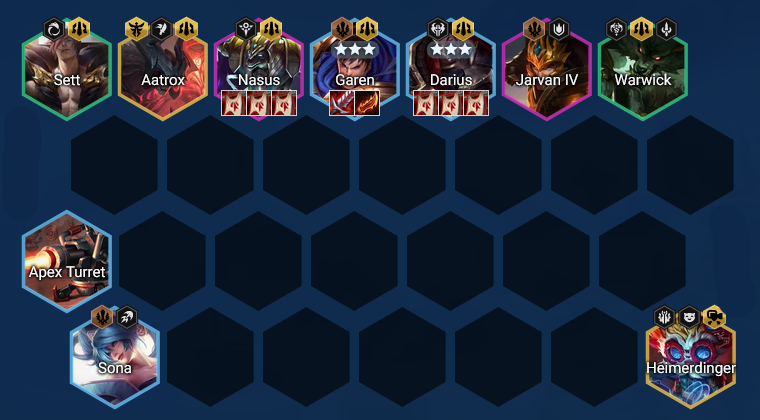 Sett
Aatrox
Nasus
Garen
Darius
Jarvan IV
Warwick
Apex Turret
Sona
Heimerdinger